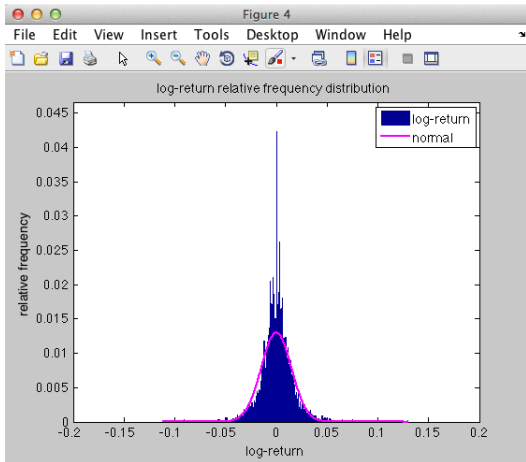 Figure 4
File Edit View Insert Tools Desktop Window Help
log-return relative frequency distribution
0.045
0.04
0.035
0.03
0.025
0.02
0.015
0.01
0.005
0
relative frequency
log-return
normal
-0.2 -0.15 -0.1 -0.05 0 0.05 0.1 0.15 0.2
log-return